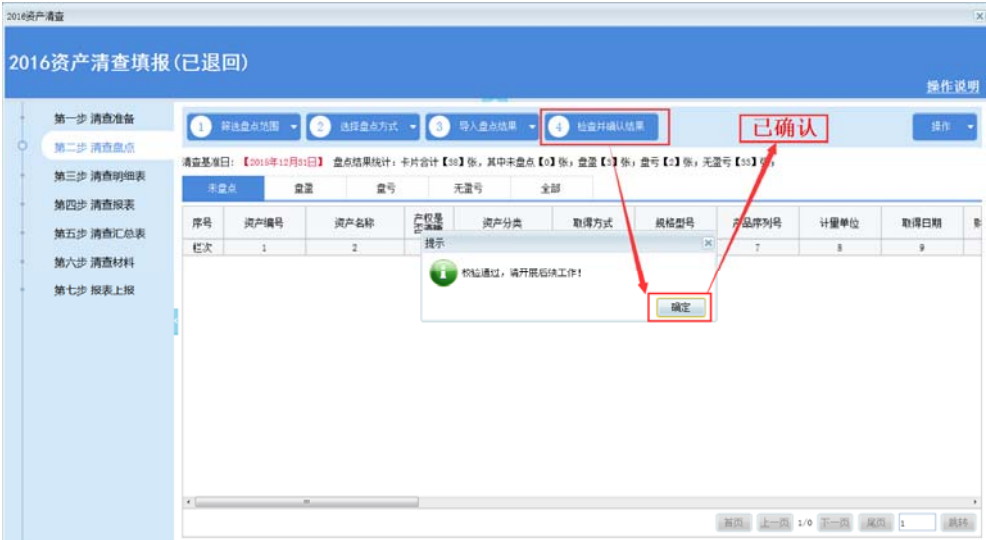 2016资产清查
2016资产清查填报(已退回)
操作说明
第一步 清查准备
第二步 清查盘点
第三步 清查明细表
第四步 清查报表
第五步 清查汇总表
第六步 清查材料
第七步 报表上报
1 筛选盘点范围 2 选择盘点方式 3 导入盘点结果 4 检查并确认结果 已确认 操作
清查基准日：【2015年12月31日】 盘点结果统计：卡片合计【38】张，其中未盘点【0】张，盘盈【3】张，盘亏【2】张，无盈亏【33】张，
未盘点 盘盈 盘亏 无盈亏 全部
序号 资产编号 资产名称 产权是否清晰 资产分类 取得方式 规格型号 产品序列号 计量单位 取得日期
栏次 1 2 7 8 9
提示
校验通过，请开展后续工作！
确定
首页 上一页 1/0 下一页 尾页 1 跳转